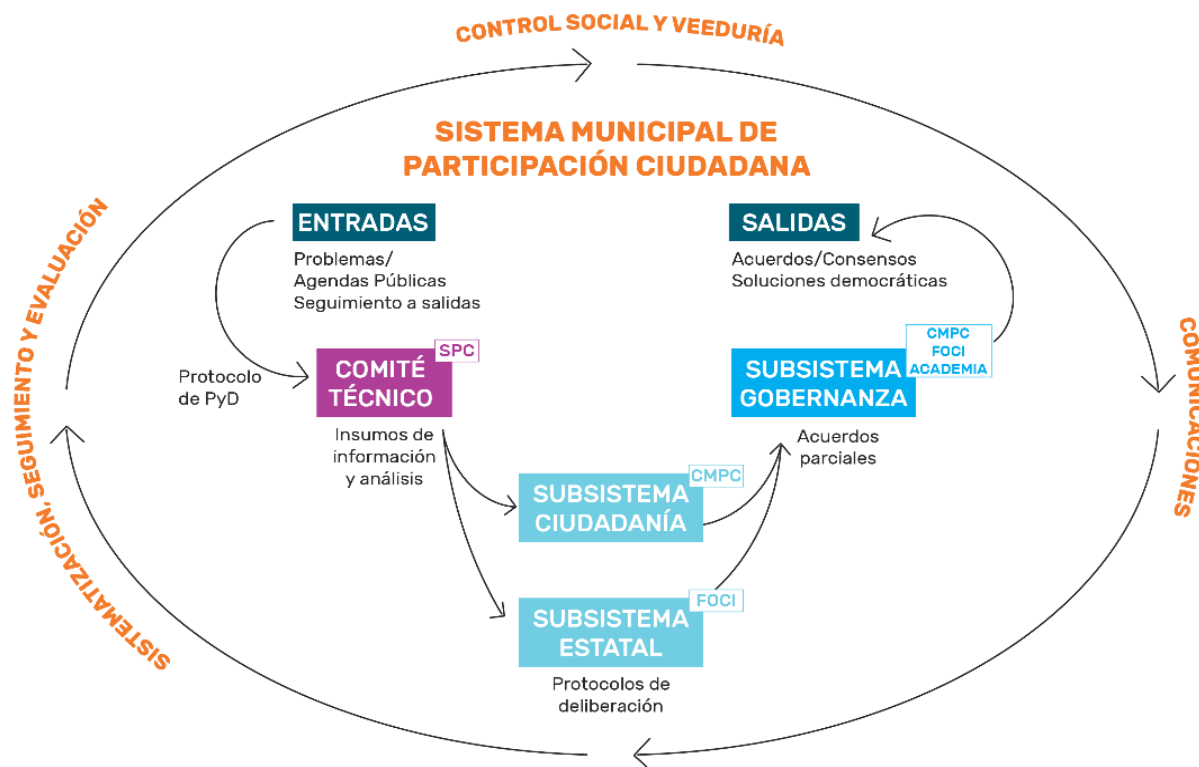 CONTROL SOCIAL Y VEEDURÍA
SISTEMA MUNICIPAL DE
PARTICIPACIÓN CIUDADANA
ENTRADAS
Problemas/
Agendas Públicas
Seguimiento a salidas
SALIDAS
Acuerdos/Consensos
Soluciones democráticas
SISTEMATIZACIÓN, SEGUIMIENTO Y EVALUACIÓN
COMUNICACIONES
Protocolo
de PyD
SPC
COMITÉ
TÉCNICO
Insumos de
información
y análisis
CMPC
FOCI
ACADEMIA
SUBSISTEMA
GOBERNANZA
Acuerdos
parciales
CMPC
SUBSISTEMA
CIUDADANÍA
FOCI
SUBSISTEMA
ESTATAL
Protocolos de
deliberación